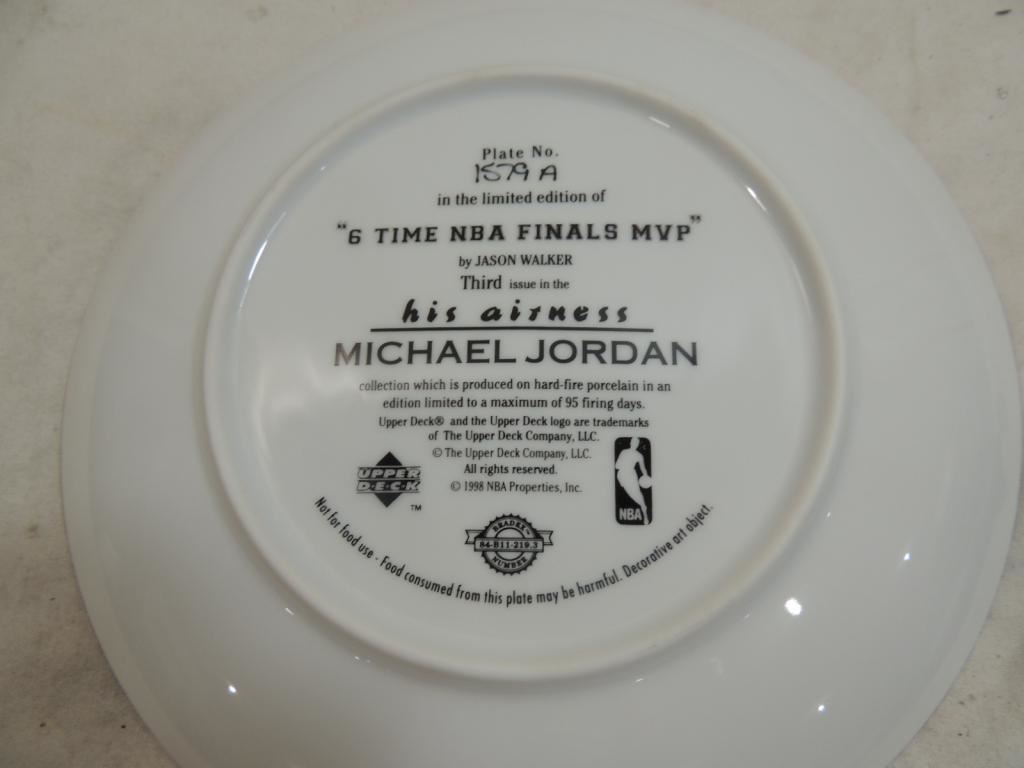 Plate No.
1579 A
in the limited edition of
"6 TIME NBA FINALS MVP"
by JASON WALKER
Third issue in the
his airness
MICHAEL JORDAN
collection which is produced on hard-fire porcelain in an
edition limited to a maximum of 95 firing days.
Upper Deck® and the Upper Deck logo are trademarks
of The Upper Deck Company, LLC.
© The Upper Deck Company, LLC.
All rights reserved.
© 1998 NBA Properties, Inc.
UPPER
D·E·C·K
™
NBA
BRADEX™
84-B11-219.3
NUMBER
Not for food use - Food consumed from this plate may be harmful. Decorative art object.